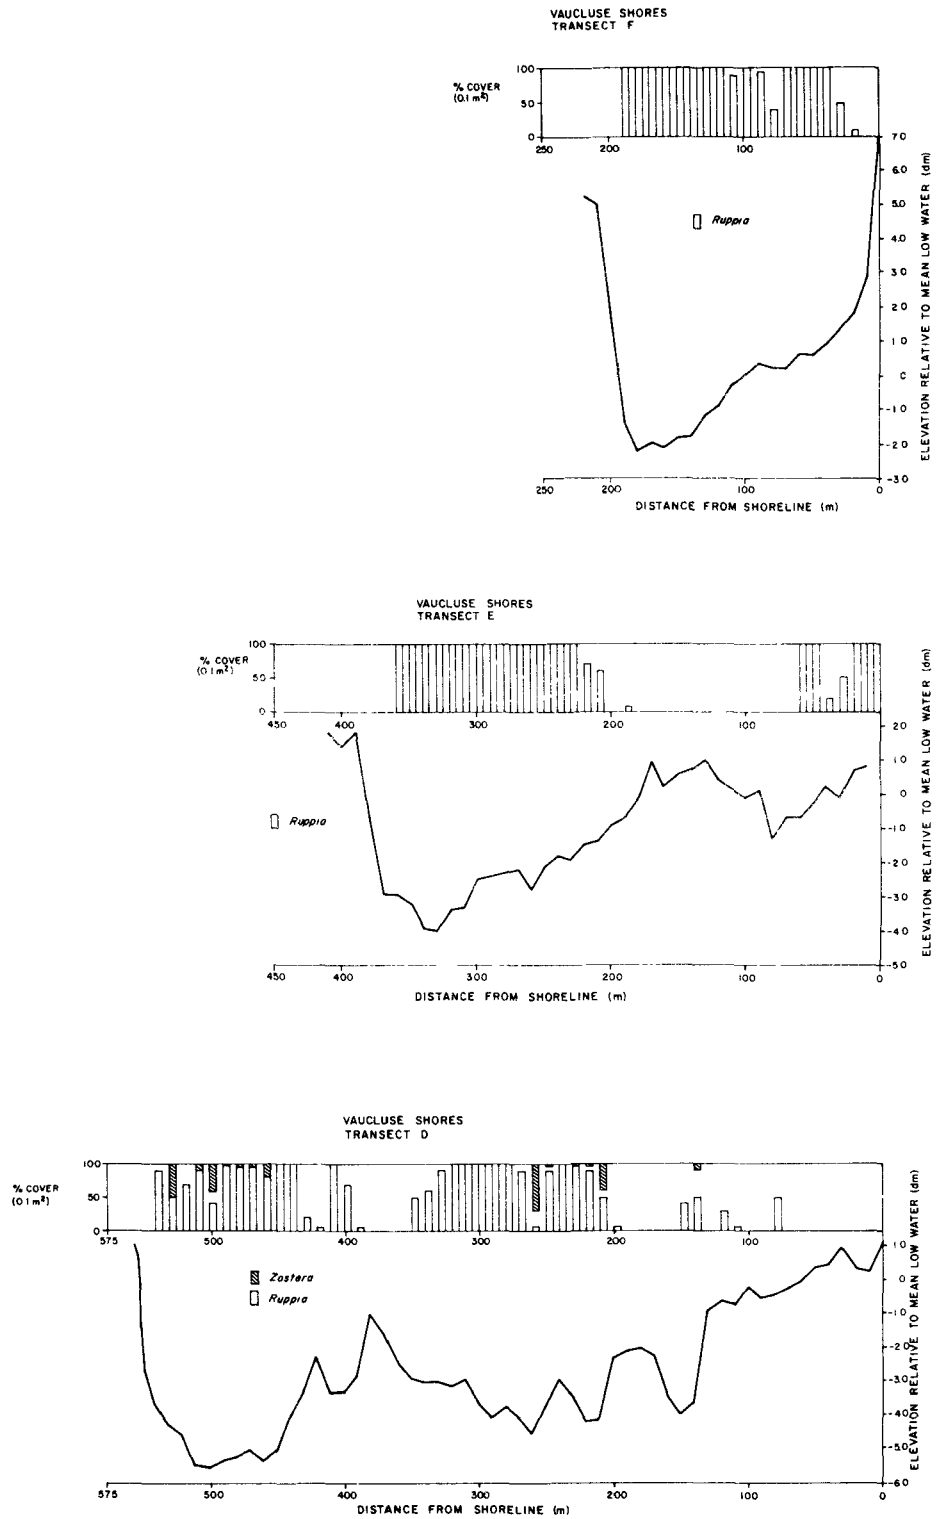 VAUCLUSE SHORES
TRANSECT F
% COVER
(0.1 m²)
100
50
0
250 200 100
7.0
6.0
5.0
4.0
3.0
2.0
1.0
0
-1.0
-2.0
-3.0
ELEVATION RELATIVE TO MEAN LOW WATER (dm)
Ruppia
250 200 100 0
DISTANCE FROM SHORELINE (m)
VAUCLUSE SHORES
TRANSECT E
% COVER
(0.1 m²)
100
50
0
450 400 300 200 100
2.0
1.0
0
-1.0
-2.0
-3.0
-4.0
-5.0
ELEVATION RELATIVE TO MEAN LOW WATER (dm)
Ruppia
450 400 300 200 100 0
DISTANCE FROM SHORELINE (m)
VAUCLUSE SHORES
TRANSECT D
% COVER
(0.1 m²)
100
50
0
575 500 400 300 200 100
1.0
0
-1.0
-2.0
-3.0
-4.0
-5.0
-6.0
ELEVATION RELATIVE TO MEAN LOW WATER (dm)
Zostera
Ruppia
575 500 400 300 200 100 0
DISTANCE FROM SHORELINE (m)